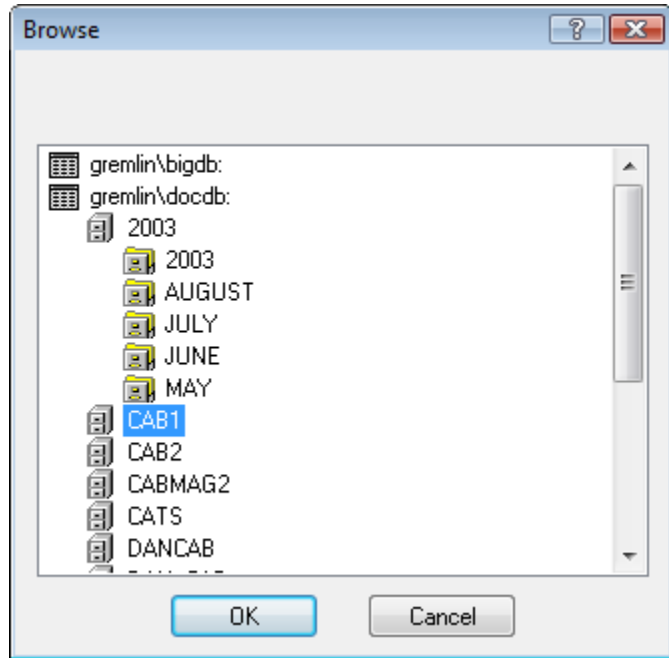 Browse
gremlin\bigdb:
gremlin\docdb:
2003
2003
AUGUST
JULY
JUNE
MAY
CAB1
CAB2
CABMAG2
CATS
DANCAB
OK
Cancel